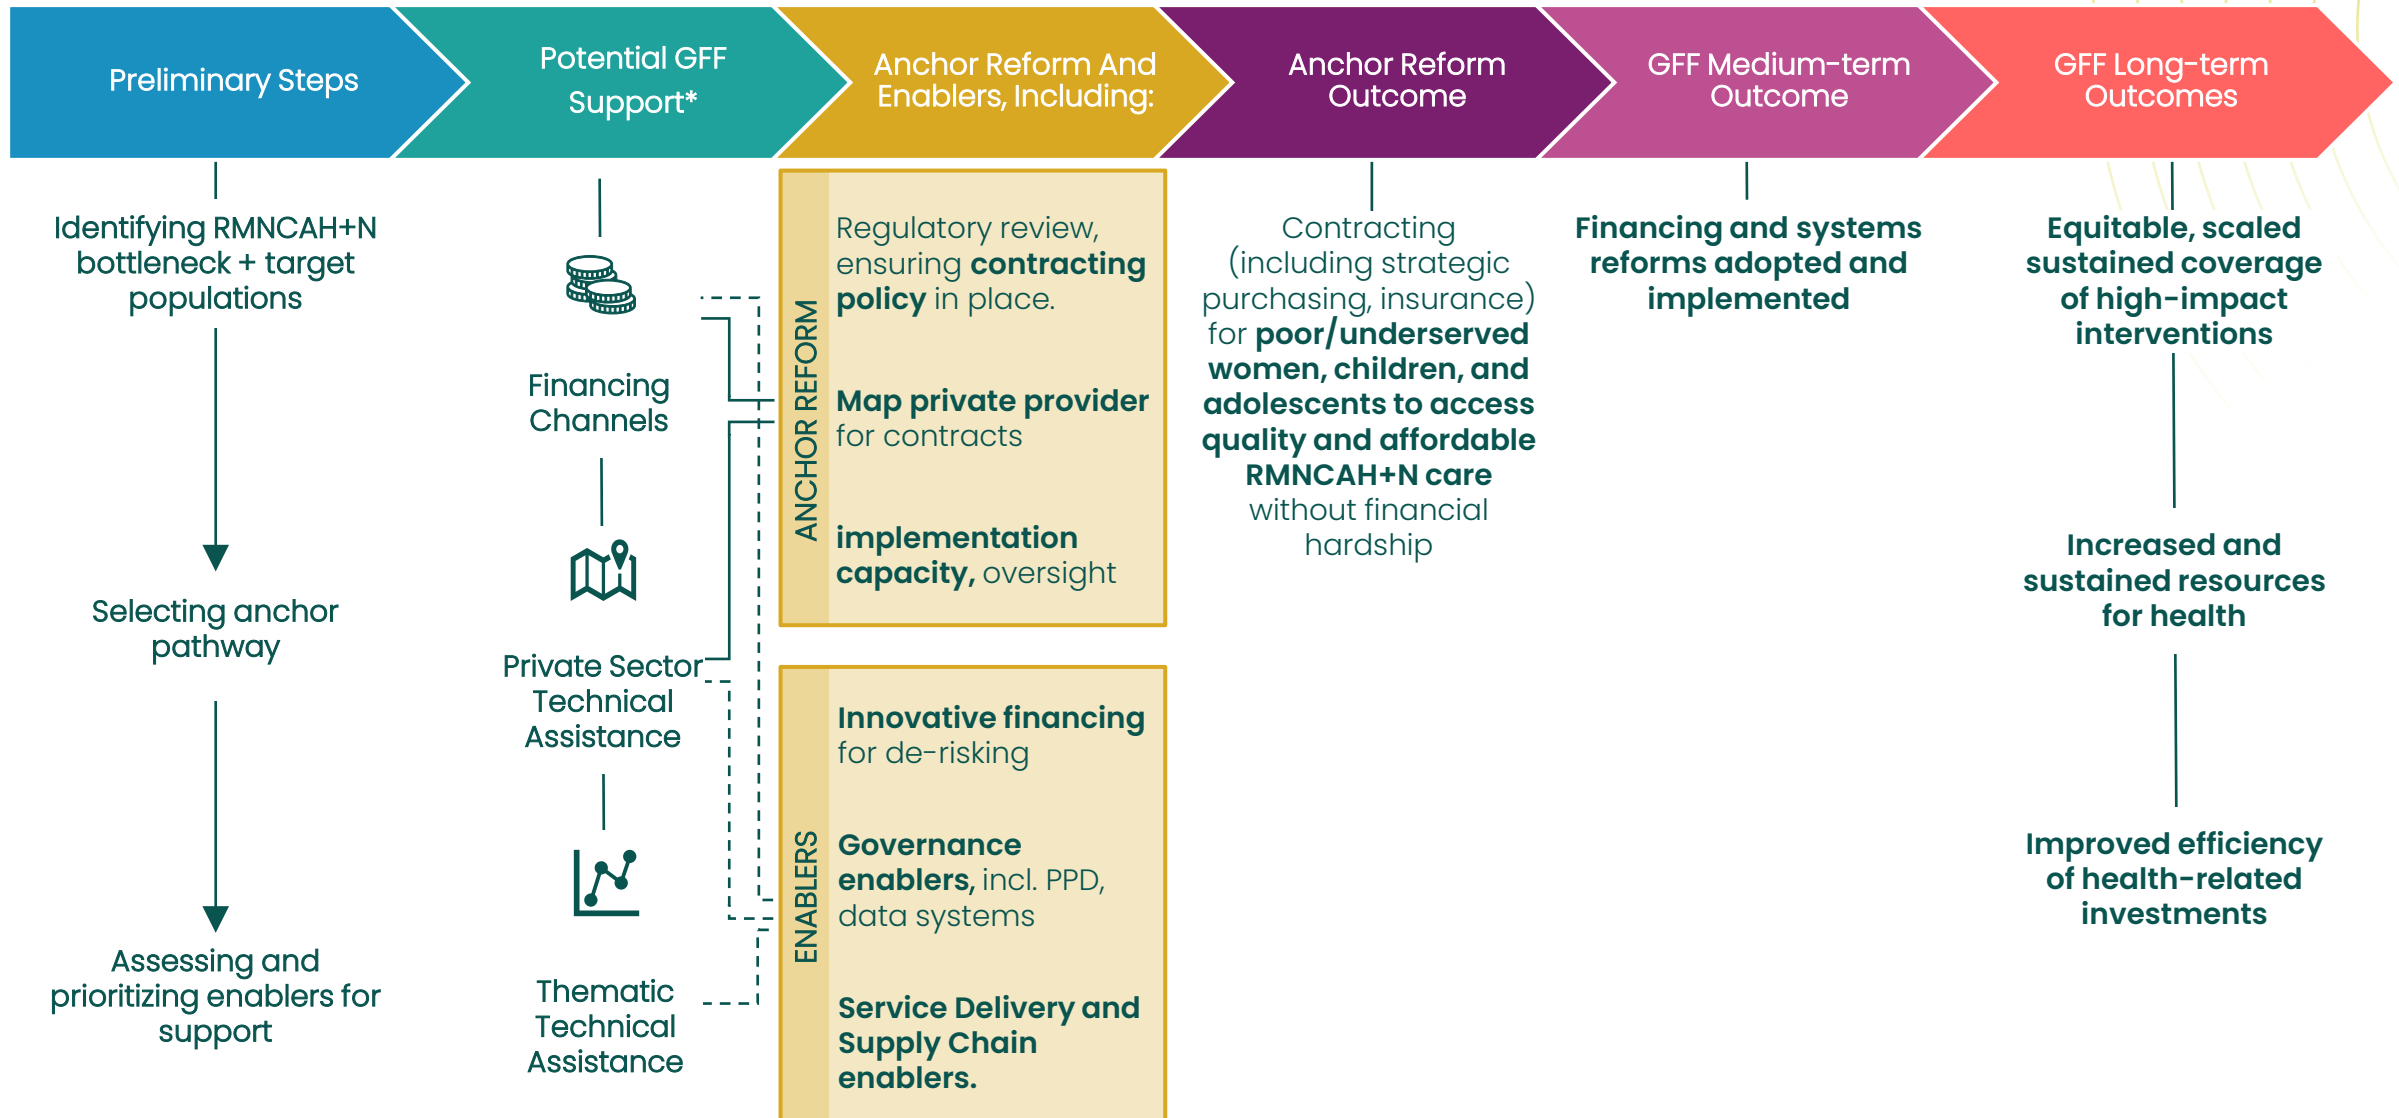 Preliminary Steps
Potential GFF
Support*
Anchor Reform And
Enablers, Including:
Anchor Reform
Outcome
GFF Medium-term
Outcome
GFF Long-term
Outcomes
Identifying RMNCAH+N
bottleneck + target
populations
Selecting anchor
pathway
Assessing and
prioritizing enablers for
support
Financing
Channels
Private Sector
Technical
Assistance
Thematic
Technical
Assistance
ANCHOR REFORM
Regulatory review,
ensuring contracting
policy in place.
Map private provider
for contracts
implementation
capacity, oversight
ENABLERS
Innovative financing
for de-risking
Governance
enablers, incl. PPD,
data systems
Service Delivery and
Supply Chain
enablers.
Contracting
(including strategic
purchasing, insurance)
for poor/underserved
women, children, and
adolescents to access
quality and affordable
RMNCAH+N care
without financial
hardship
Financing and systems
reforms adopted and
implemented
Equitable, scaled
sustained coverage
of high-impact
interventions
Increased and
sustained resources
for health
Improved efficiency
of health-related
investments